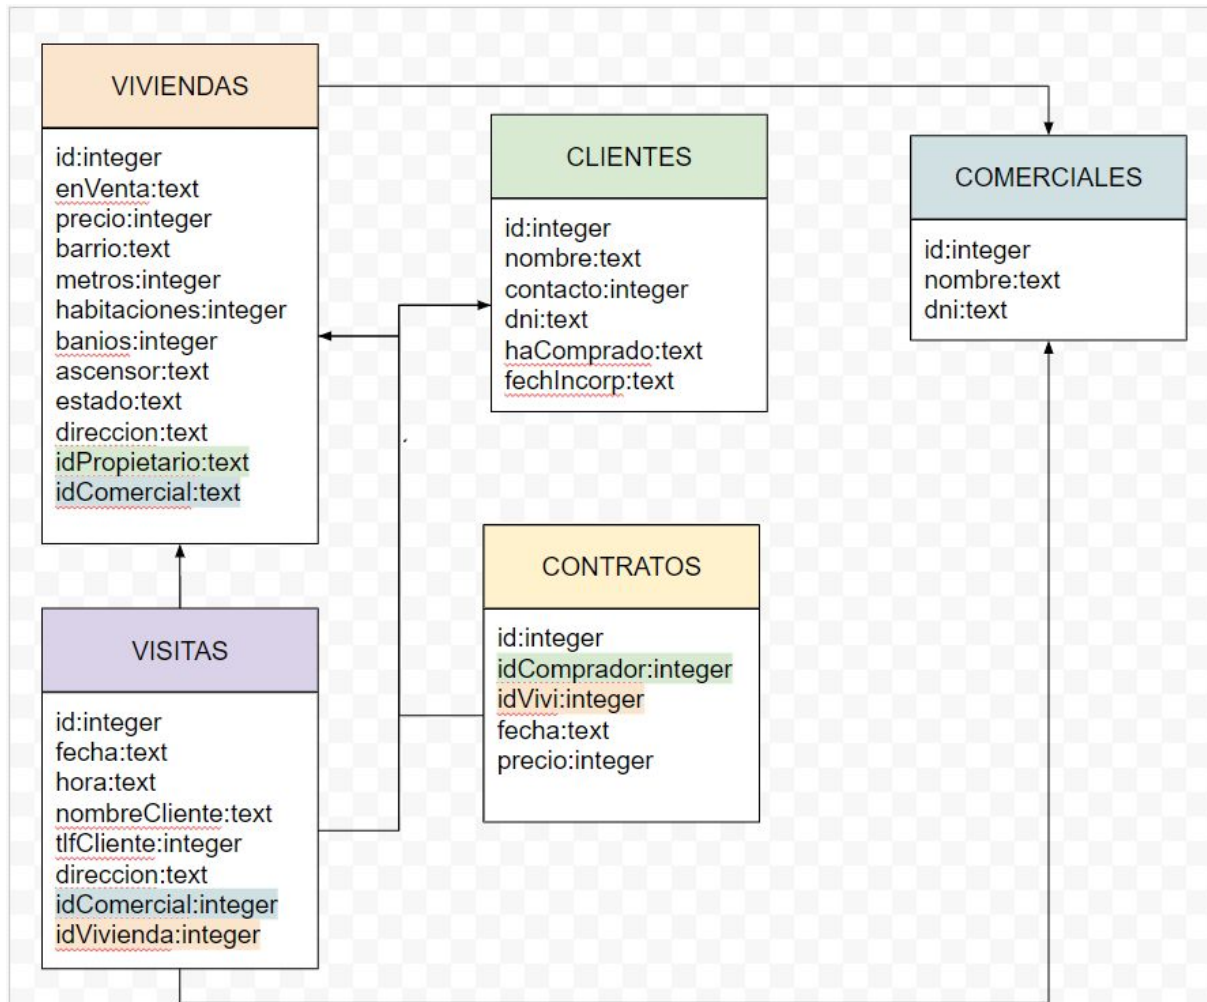 VIVIENDAS
id:integer
enVenta:text
precio:integer
barrio:text
metros:integer
habitaciones:integer
banios:integer
ascensor:text
estado:text
direccion:text
idPropietario:text
idComercial:text
CLIENTES
id:integer
nombre:text
contacto:integer
dni:text
haComprado:text
fechIncorp:text
COMERCIALES
id:integer
nombre:text
dni:text
VISITAS
id:integer
fecha:text
hora:text
nombreCliente:text
tlfCliente:integer
direccion:text
idComercial:integer
idVivienda:integer
CONTRATOS
id:integer
idComprador:integer
idVivi:integer
fecha:text
precio:integer